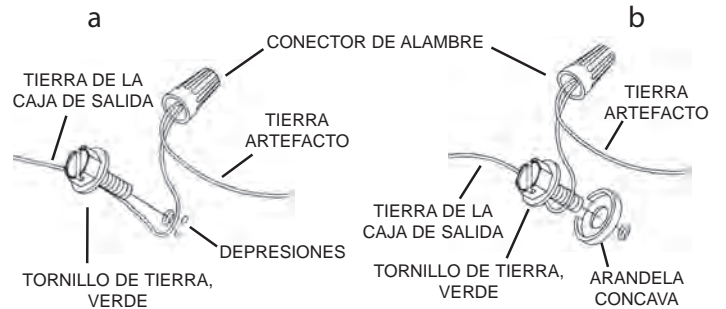 a
b
CONECTOR DE ALAMBRE
TIERRA DE LA
CAJA DE SALIDA
TIERRA
ARTEFACTO
TIERRA
ARTEFACTO
TIERRA DE LA
CAJA DE SALIDA
DEPRESIONES
TORNILLO DE TIERRA,
VERDE
TORNILLO DE TIERRA,
VERDE
ARANDELA
CONCAVA